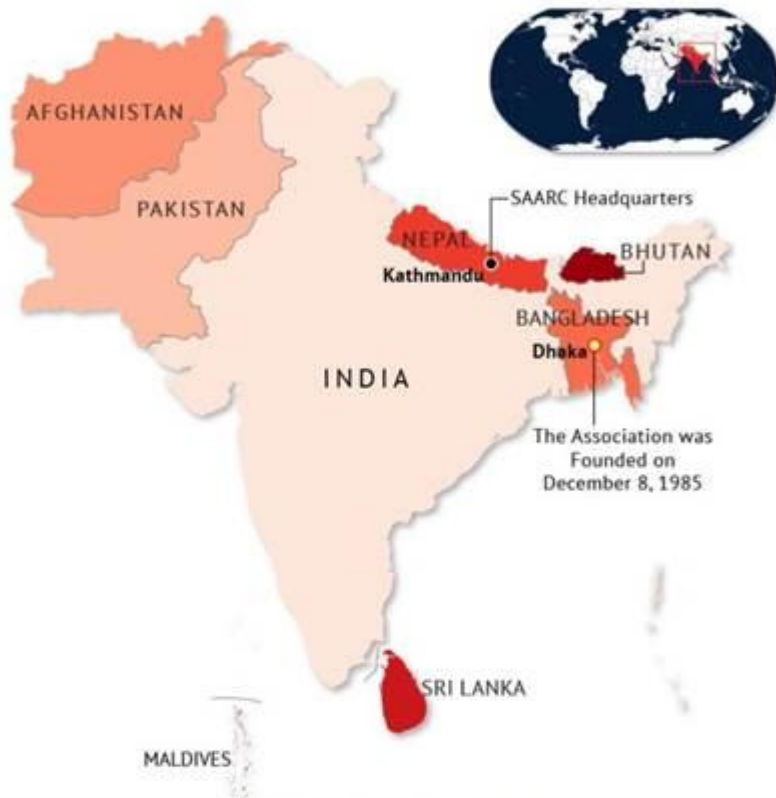 AFGHANISTAN
PAKISTAN
SAARC Headquarters
NEPAL
Kathmandu
BHUTAN
BANGLADESH
Dhaka
INDIA
The Association was
Founded on
December 8, 1985
SRI LANKA
MALDIVES